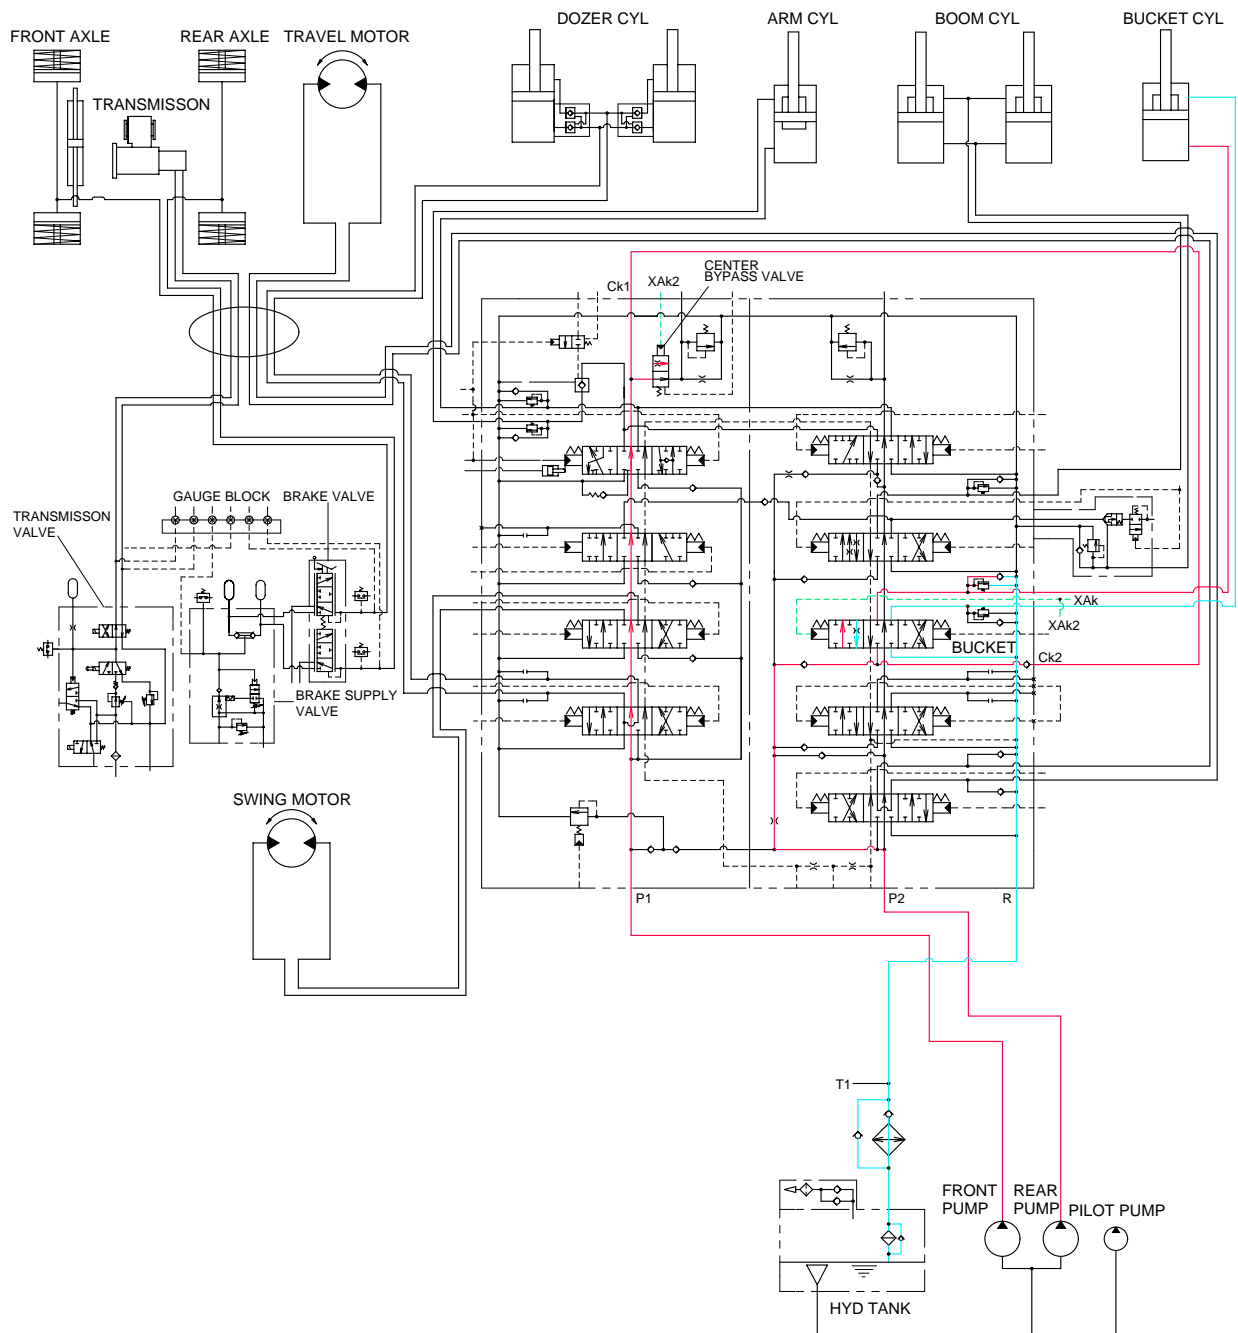 DOZER CYL
ARM CYL
BOOM CYL
BUCKET CYL
FRONT AXLE
REAR AXLE
TRAVEL MOTOR
TRANSMISSON
CENTER
BYPASS VALVE
Ck1
XAk2
GAUGE BLOCK
BRAKE VALVE
TRANSMISSON
VALVE
XAk
XAk2
BUCKET
Ck2
BRAKE SUPPLY
VALVE
SWING MOTOR
P1
P2
R
T1
FRONT
PUMP
REAR
PUMP
PILOT PUMP
HYD TANK